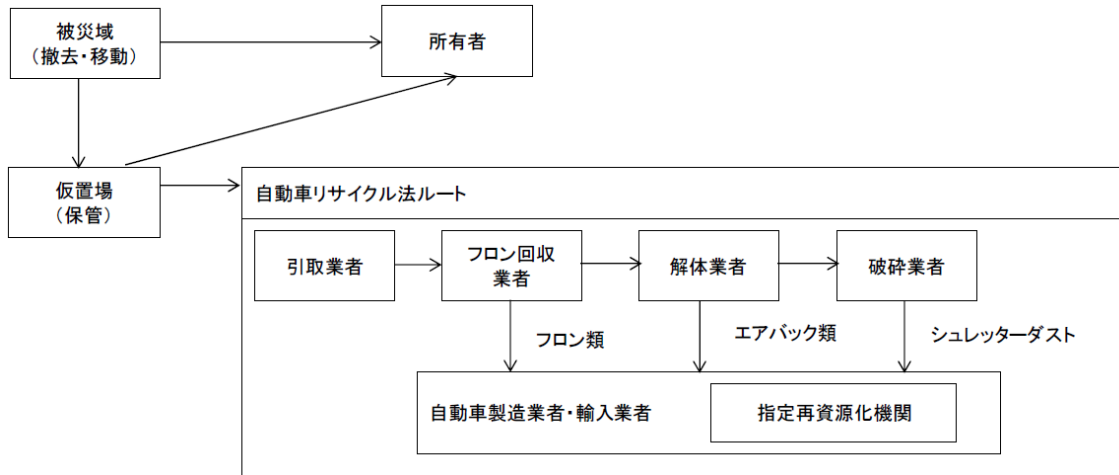 被災域
（撤去・移動）
所有者
仮置場
（保管）
自動車リサイクル法ルート
引取業者
フロン回収
業者
解体業者
破砕業者
フロン類
エアバック類
シュレッターダスト
自動車製造業者・輸入業者
指定再資源化機関